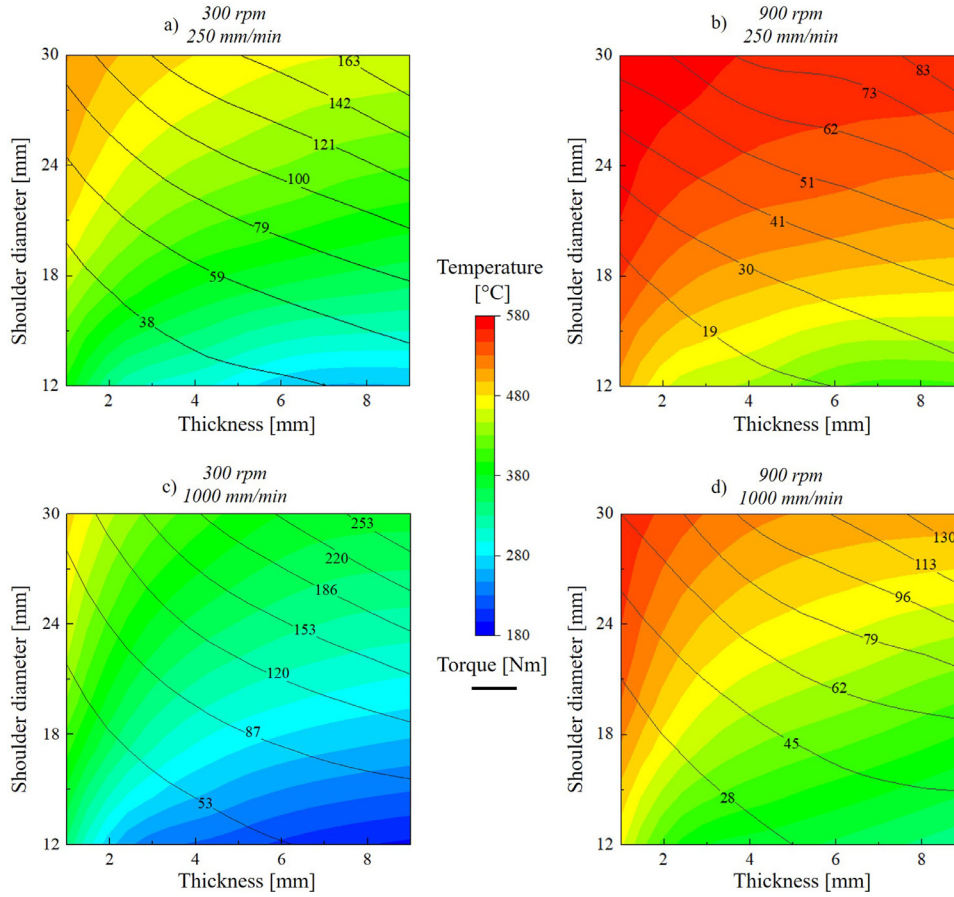 a)
300 rpm
250 mm/min
30
24
18
12
Shoulder diameter [mm]
163
142
121
100
79
59
38
2
4
6
8
Thickness [mm]
b)
900 rpm
250 mm/min
30
24
18
12
Shoulder diameter [mm]
83
73
62
51
41
30
19
2
4
6
8
Thickness [mm]
Temperature
[°C]
580
480
380
280
180
Torque [Nm]
c)
300 rpm
1000 mm/min
30
24
18
12
Shoulder diameter [mm]
253
220
186
153
120
87
53
2
4
6
8
Thickness [mm]
d)
900 rpm
1000 mm/min
30
24
18
12
Shoulder diameter [mm]
130
113
96
79
62
45
28
2
4
6
8
Thickness [mm]